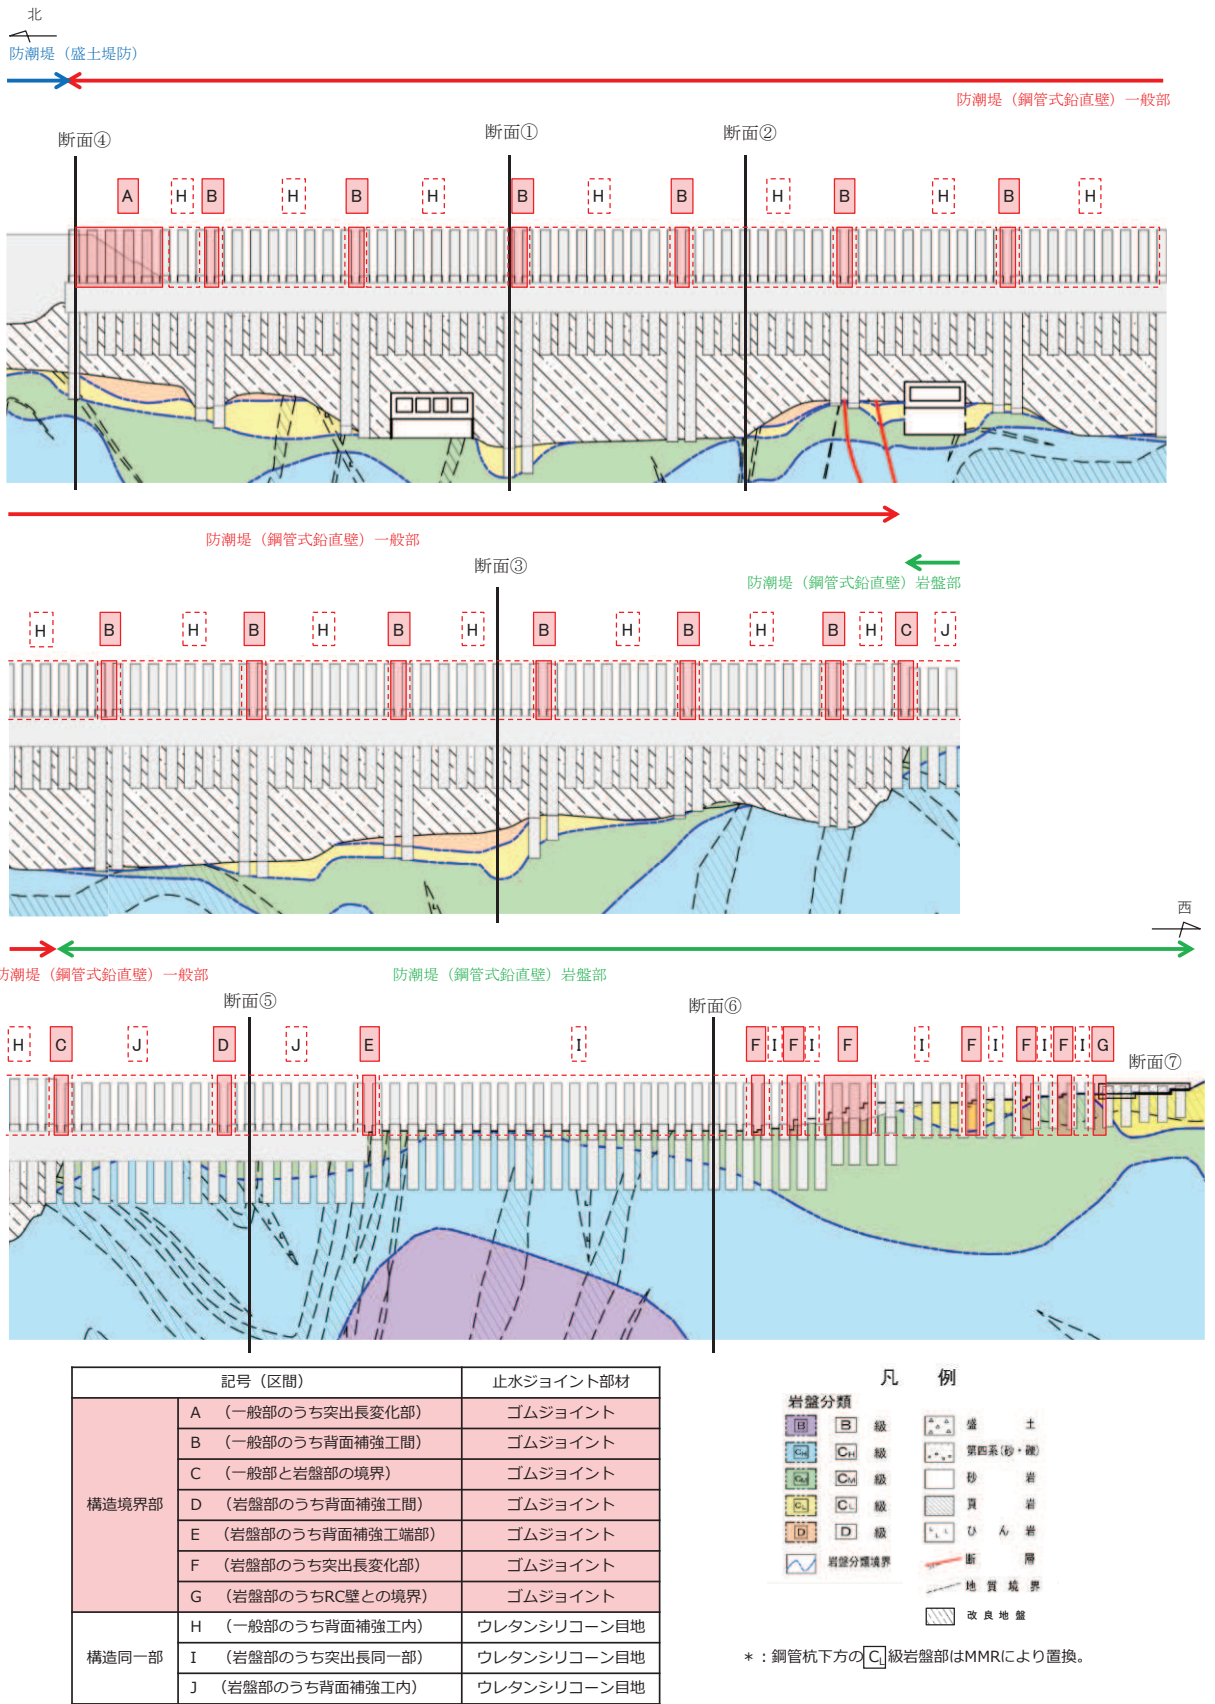 北
防潮堤（盛土堤防）
防潮堤（鋼管式鉛直壁）一般部
断面④
断面①
断面②
A H B H B H B H B H B H B H
防潮堤（鋼管式鉛直壁）一般部
断面③
防潮堤（鋼管式鉛直壁）岩盤部
H B H B H B H B H B H B H C J
西
防潮堤（鋼管式鉛直壁）一般部
防潮堤（鋼管式鉛直壁）岩盤部
断面⑤
断面⑥
H C J D J E I F I F I F I F I F I F I G
断面⑦
記号（区間） 止水ジョイント部材
構造境界部
A （一般部のうち突出長変化部） ゴムジョイント
B （一般部のうち背面補強工間） ゴムジョイント
C （一般部と岩盤部の境界） ゴムジョイント
D （岩盤部のうち背面補強工間） ゴムジョイント
E （岩盤部のうち背面補強工端部） ゴムジョイント
F （岩盤部のうち突出長変化部） ゴムジョイント
G （岩盤部のうちRC壁との境界） ゴムジョイント
構造同一部
H （一般部のうち背面補強工内） ウレタンシリコーン目地
I （岩盤部のうち突出長同一部） ウレタンシリコーン目地
J （岩盤部のうち背面補強工内） ウレタンシリコーン目地
凡 例
岩盤分類
B B 級
CH CH 級
CM CM 級
CL CL 級
D D 級
岩盤分類境界
盛 土
第四系(砂・礫)
砂 岩
頁 岩
ひ ん 岩
断 層
地 質 境 界
改 良 地 盤
＊：鋼管杭下方のCL級岩盤部はMMRにより置換。